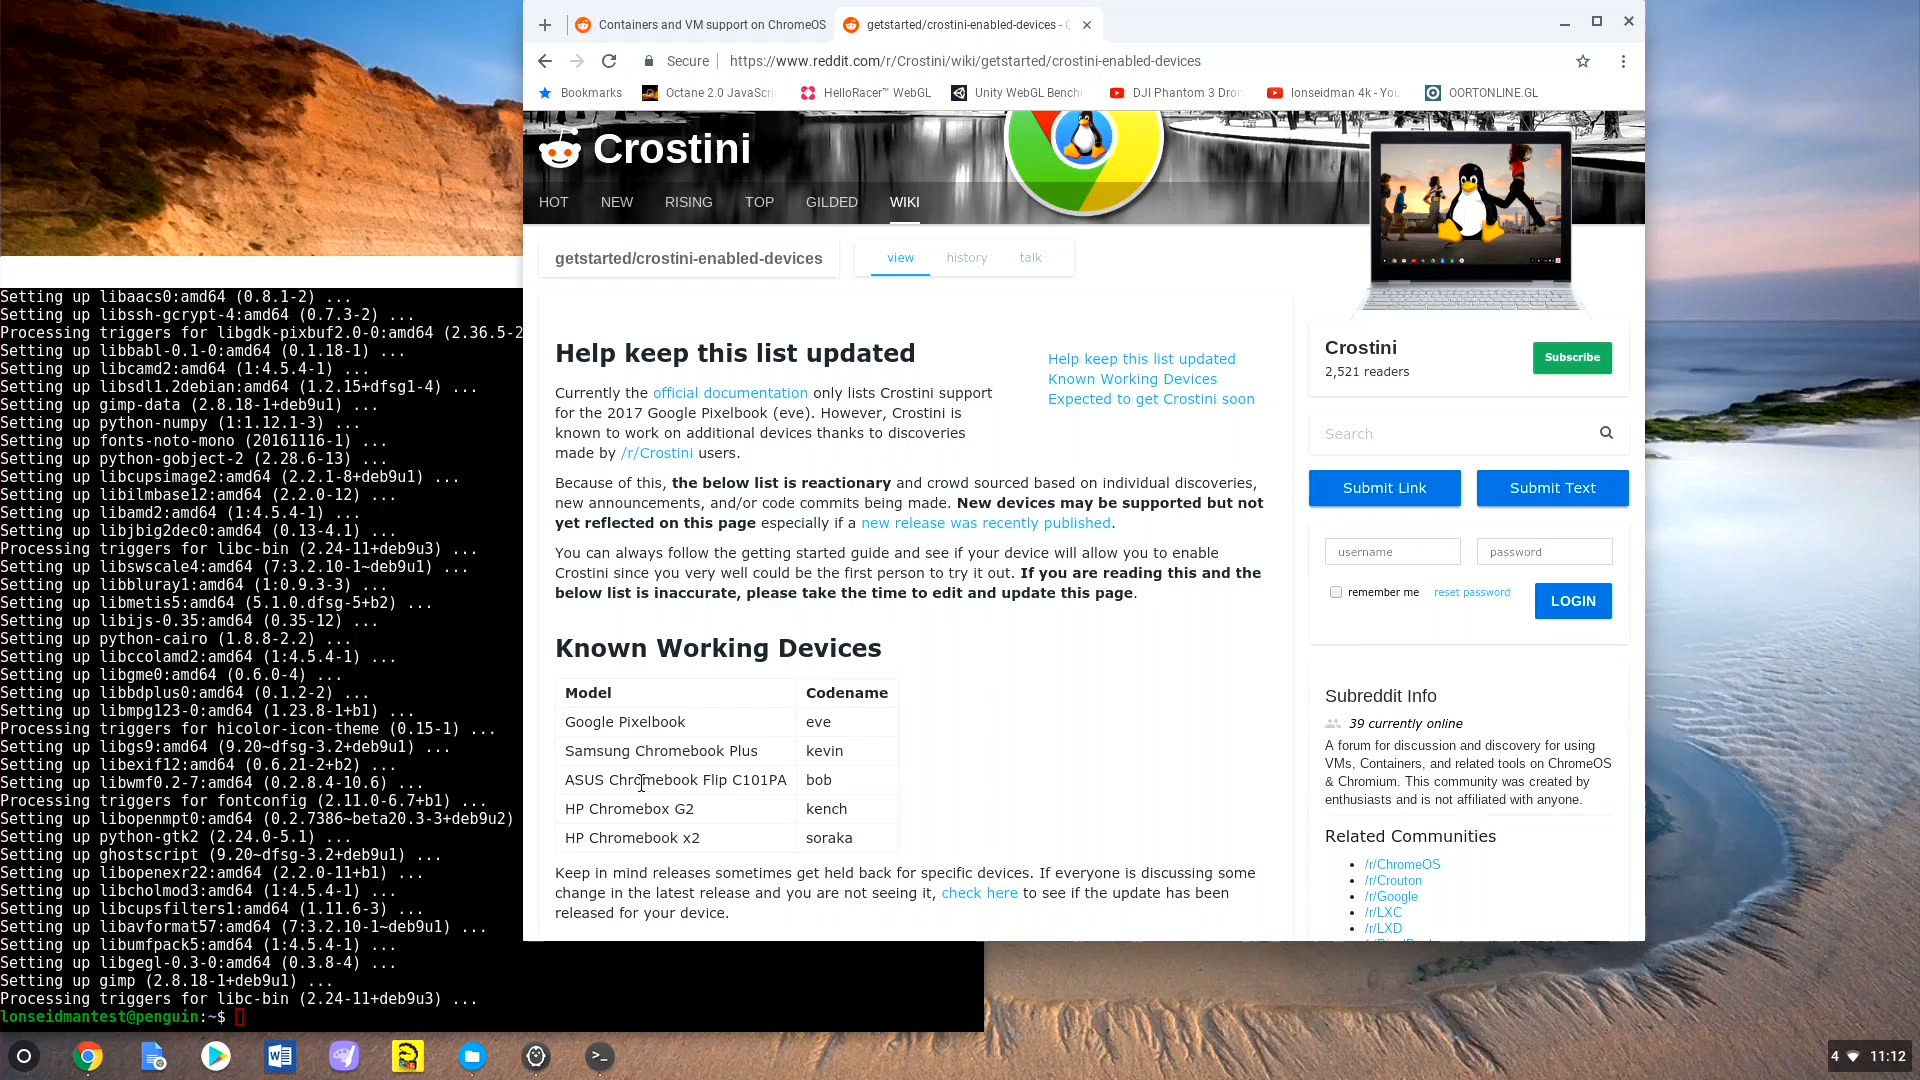 Containers and VM support on ChromeOS
getstarted/crostini-enabled-devices -
Secure
https://www.reddit.com/r/Crostini/wiki/getstarted/crostini-enabled-devices
Bookmarks
Octane 2.0 JavaScri
HelloRacer™ WebGL
Unity WebGL Bench
DJI Phantom 3 Dron
lonseidman 4k - You
OORTONLINE.GL
Crostini
HOT NEW RISING TOP GILDED WIKI
getstarted/crostini-enabled-devices
view history talk
Help keep this list updated
Currently the official documentation only lists Crostini support
for the 2017 Google Pixelbook (eve). However, Crostini is
known to work on additional devices thanks to discoveries
made by /r/Crostini users.
Help keep this list updated
Known Working Devices
Expected to get Crostini soon
Because of this, the below list is reactionary and crowd sourced based on individual discoveries,
new announcements, and/or code commits being made. New devices may be supported but not
yet reflected on this page especially if a new release was recently published.
You can always follow the getting started guide and see if your device will allow you to enable
Crostini since you very well could be the first person to try it out. If you are reading this and the
below list is inaccurate, please take the time to edit and update this page.
Known Working Devices
Model Codename
Google Pixelbook eve
Samsung Chromebook Plus kevin
ASUS Chromebook Flip C101PA bob
HP Chromebox G2 kench
HP Chromebook x2 soraka
Keep in mind releases sometimes get held back for specific devices. If everyone is discussing some
change in the latest release and you are not seeing it, check here to see if the update has been
released for your device.
Crostini
2,521 readers
Subscribe
Search
Submit Link
Submit Text
username
password
remember me
reset password
LOGIN
Subreddit Info
39 currently online
A forum for discussion and discovery for using
VMs, Containers, and related tools on ChromeOS
& Chromium. This community was created by
enthusiasts and is not affiliated with anyone.
Related Communities
/r/ChromeOS
/r/Crouton
/r/Google
/r/LXC
/r/LXD
Setting up libaacs0:amd64 (0.8.1-2) ...
Setting up libssh-gcrypt-4:amd64 (0.7.3-2) ...
Processing triggers for libgdk-pixbuf2.0-0:amd64 (2.36.5-2
Setting up libbabl-0.1-0:amd64 (0.1.18-1) ...
Setting up libcamd2:amd64 (1:4.5.4-1) ...
Setting up libsdl1.2debian:amd64 (1.2.15+dfsg1-4) ...
Setting up gimp-data (2.8.18-1+deb9u1) ...
Setting up python-numpy (1:1.12.1-3) ...
Setting up fonts-noto-mono (20161116-1) ...
Setting up python-gobject-2 (2.28.6-13) ...
Setting up libcupsimage2:amd64 (2.2.1-8+deb9u1) ...
Setting up libilmbase12:amd64 (2.2.0-12) ...
Setting up libamd2:amd64 (1:4.5.4-1) ...
Setting up libjbig2dec0:amd64 (0.13-4.1) ...
Processing triggers for libc-bin (2.24-11+deb9u3) ...
Setting up libswscale4:amd64 (7:3.2.10-1~deb9u1) ...
Setting up libbluray1:amd64 (1:0.9.3-3) ...
Setting up libmetis5:amd64 (5.1.0.dfsg-5+b2) ...
Setting up libijs-0.35:amd64 (0.35-12) ...
Setting up python-cairo (1.8.8-2.2) ...
Setting up libccolamd2:amd64 (1:4.5.4-1) ...
Setting up libgme0:amd64 (0.6.0-4) ...
Setting up libbdplus0:amd64 (0.1.2-2) ...
Setting up libmpg123-0:amd64 (1.23.8-1+b1) ...
Processing triggers for hicolor-icon-theme (0.15-1) ...
Setting up libgs9:amd64 (9.20~dfsg-3.2+deb9u1) ...
Setting up libexif12:amd64 (0.6.21-2+b2) ...
Setting up libwmf0.2-7:amd64 (0.2.8.4-10.6) ...
Processing triggers for fontconfig (2.11.0-6.7+b1) ...
Setting up libopenmpt0:amd64 (0.2.7386~beta20.3-3+deb9u2)
Setting up python-gtk2 (2.24.0-5.1) ...
Setting up ghostscript (9.20~dfsg-3.2+deb9u1) ...
Setting up libopenexr22:amd64 (2.2.0-11+b1) ...
Setting up libcholmod3:amd64 (1:4.5.4-1) ...
Setting up libcupsfilters1:amd64 (1.11.6-3) ...
Setting up libavformat57:amd64 (7:3.2.10-1~deb9u1) ...
Setting up libumfpack5:amd64 (1:4.5.4-1) ...
Setting up libgegl-0.3-0:amd64 (0.3.8-4) ...
Setting up gimp (2.8.18-1+deb9u1) ...
Processing triggers for libc-bin (2.24-11+deb9u3) ...
lonseidmantest@penguin:~$
4 11:12